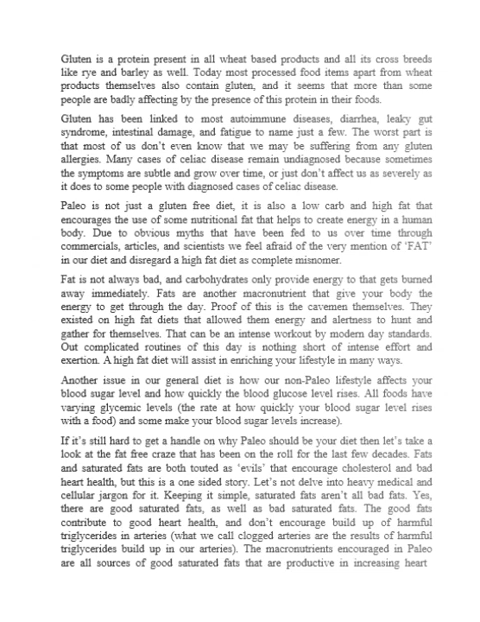 Gluten is a protein present in all wheat based products and all its cross breeds
like rye and barley as well. Today most processed food items apart from wheat
products themselves also contain gluten, and it seems that more than some
people are badly affecting by the presence of this protein in their foods.
Gluten has been linked to most autoimmune diseases, diarrhea, leaky gut
syndrome, intestinal damage, and fatigue to name just a few. The worst part is
that most of us don't even know that we may be suffering from any gluten
allergies. Many cases of celiac disease remain undiagnosed because sometimes
the symptoms are subtle and grow over time, or just don't affect us as severely as
it does to some people with diagnosed cases of celiac disease.
Paleo is not just a gluten free diet, it is also a low carb and high fat that
encourages the use of some nutritional fat that helps to create energy in a human
body. Due to obvious myths that have been fed to us over time through
commercials, articles, and scientists we feel afraid of the very mention of 'FAT'
in our diet and disregard a high fat diet as complete misnomer.
Fat is not always bad, and carbohydrates only provide energy to that gets burned
away immediately. Fats are another macronutrient that give your body the
energy to get through the day. Proof of this is the cavemen themselves. They
existed on high fat diets that allowed them energy and alertness to hunt and
gather for themselves. That can be an intense workout by modern day standards.
Out complicated routines of this day is nothing short of intense effort and
exertion. A high fat diet will assist in enriching your lifestyle in many ways.
Another issue in our general diet is how our non-Paleo lifestyle affects your
blood sugar level and how quickly the blood glucose level rises. All foods have
varying glycemic levels (the rate at how quickly your blood sugar level rises
with a food) and some make your blood sugar levels increase).
If it's still hard to get a handle on why Paleo should be your diet then let's take a
look at the fat free craze that has been on the roll for the last few decades. Fats
and saturated fats are both touted as 'evils' that encourage cholesterol and bad
heart health, but this is a one sided story. Let's not delve into heavy medical and
cellular jargon for it. Keeping it simple, saturated fats aren't all bad fats. Yes,
there are good saturated fats, as well as bad saturated fats. The good fats
contribute to good heart health, and don't encourage build up of harmful
triglycerides in arteries (what we call clogged arteries are the results of harmful
triglycerides build up in our arteries). The macronutrients encouraged in Paleo
are all sources of good saturated fats that are productive in increasing heart